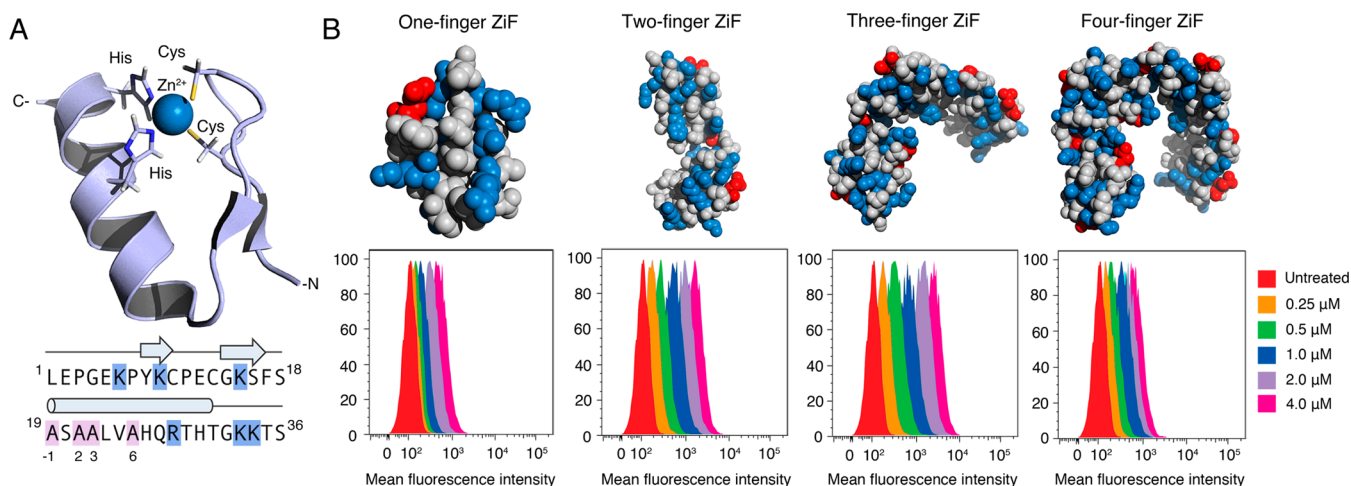 A
His
Cys
Zn²⁺
C-
Cys
His
-N
¹LEPGEKPYKCPECGKSFS¹⁸
¹⁹ASAALVAHQRTHTGKKTS³⁶
-1 2 3 6
B
One-finger ZiF
Two-finger ZiF
Three-finger ZiF
Four-finger ZiF
100
80
60
40
20
0
0 10² 10³ 10⁴ 10⁵
Mean fluorescence intensity
100
80
60
40
20
0
0 10² 10³ 10⁴ 10⁵
Mean fluorescence intensity
100
80
60
40
20
0
0 10² 10³ 10⁴ 10⁵
Mean fluorescence intensity
100
80
60
40
20
0
0 10² 10³ 10⁴ 10⁵
Mean fluorescence intensity
Untreated
0.25 µM
0.5 µM
1.0 µM
2.0 µM
4.0 µM